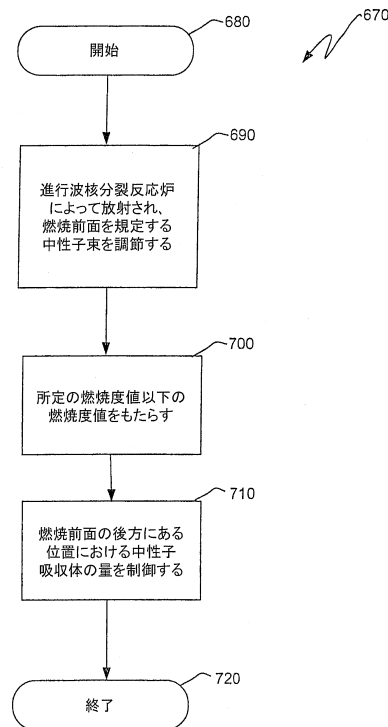 680
670
開始
690
進行波核分裂反応炉
によって放射され、
燃焼前面を規定する
中性子束を調節する
700
所定の燃焼度値以下の
燃焼度値をもたらす
710
燃焼前面の後方にある
位置における中性子
吸収体の量を制御する
720
終了